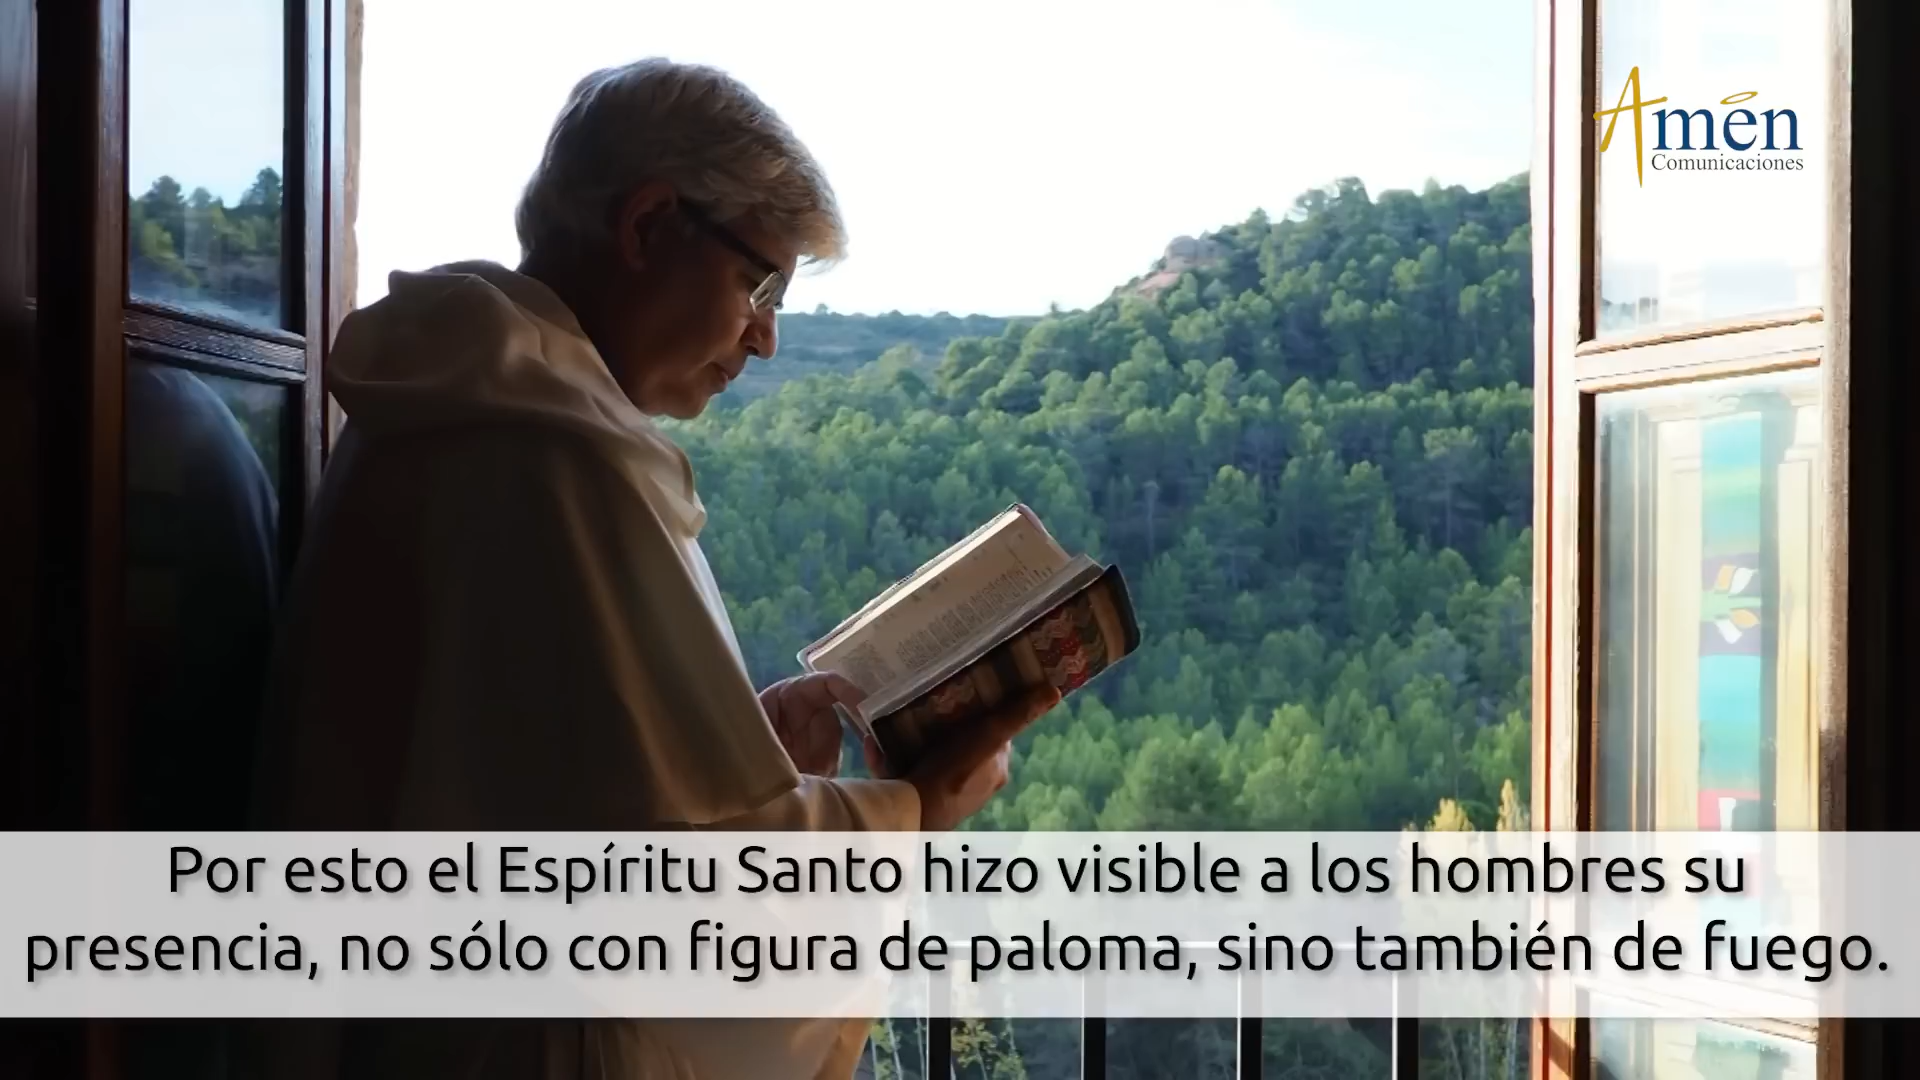 Amén
Comunicaciones
Por esto el Espíritu Santo hizo visible a los hombres su
presencia, no sólo con figura de paloma, sino también de fuego.